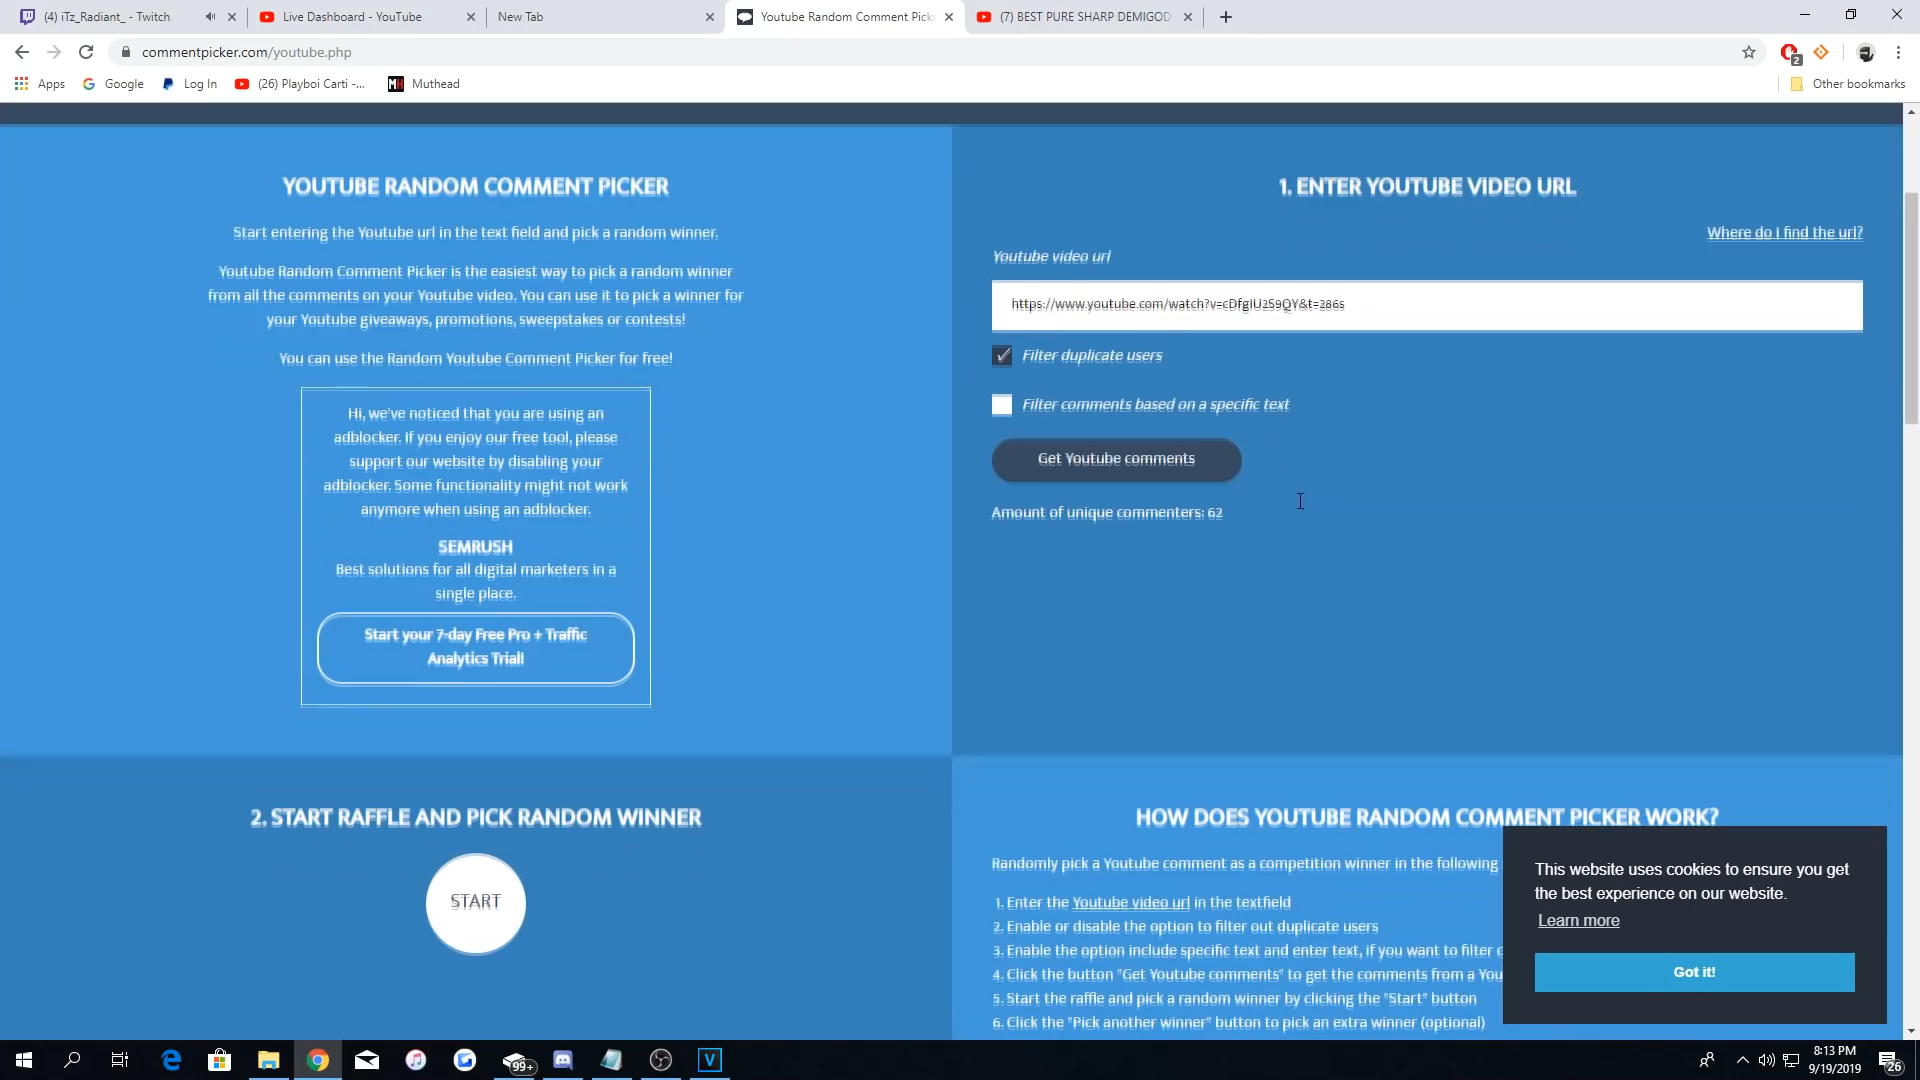 (4) iTz_Radiant_ - Twitch
Live Dashboard - YouTube
New Tab
Youtube Random Comment Pick
(7) BEST PURE SHARP DEMIGOD
commentpicker.com/youtube.php
2
Apps
Google
Log In
(26) Playboi Carti -...
Muthead
Other bookmarks
YOUTUBE RANDOM COMMENT PICKER
Start entering the Youtube url in the text field and pick a random winner.
Youtube Random Comment Picker is the easiest way to pick a random winner
from all the comments on your Youtube video. You can use it to pick a winner for
your Youtube giveaways, promotions, sweepstakes or contests!
You can use the Random Youtube Comment Picker for free!
Hi, we've noticed that you are using an
adblocker. If you enjoy our free tool, please
support our website by disabling your
adblocker. Some functionality might not work
anymore when using an adblocker.
SEMRUSH
Best solutions for all digital marketers in a
single place.
Start your 7-day Free Pro + Traffic
Analytics Trial!
1. ENTER YOUTUBE VIDEO URL
Where do I find the url?
Youtube video url
https://www.youtube.com/watch?v=cDfgIU2S9QY&t=286s
Filter duplicate users
Filter comments based on a specific text
Get Youtube comments
Amount of unique commenters: 62
2. START RAFFLE AND PICK RANDOM WINNER
START
HOW DOES YOUTUBE RANDOM COMMENT PICKER WORK?
Randomly pick a Youtube comment as a competition winner in the following
1. Enter the Youtube video url in the textfield
2. Enable or disable the option to filter out duplicate users
3. Enable the option include specific text and enter text, if you want to filter c
4. Click the button "Get Youtube comments" to get the comments from a You
5. Start the raffle and pick a random winner by clicking the "Start" button
6. Click the "Pick another winner" button to pick an extra winner (optional)
This website uses cookies to ensure you get
the best experience on our website.
Learn more
Got it!
99+
V
8:13 PM
9/19/2019
26